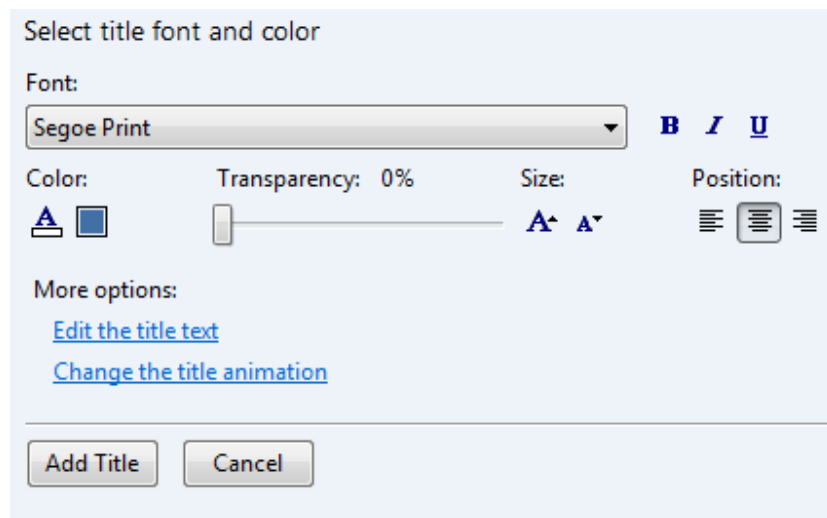 Select title font and color
Font:
Segoe Print B I U
Color: Transparency: 0% Size: Position:
A A A
More options:
Edit the title text
Change the title animation
Add Title Cancel